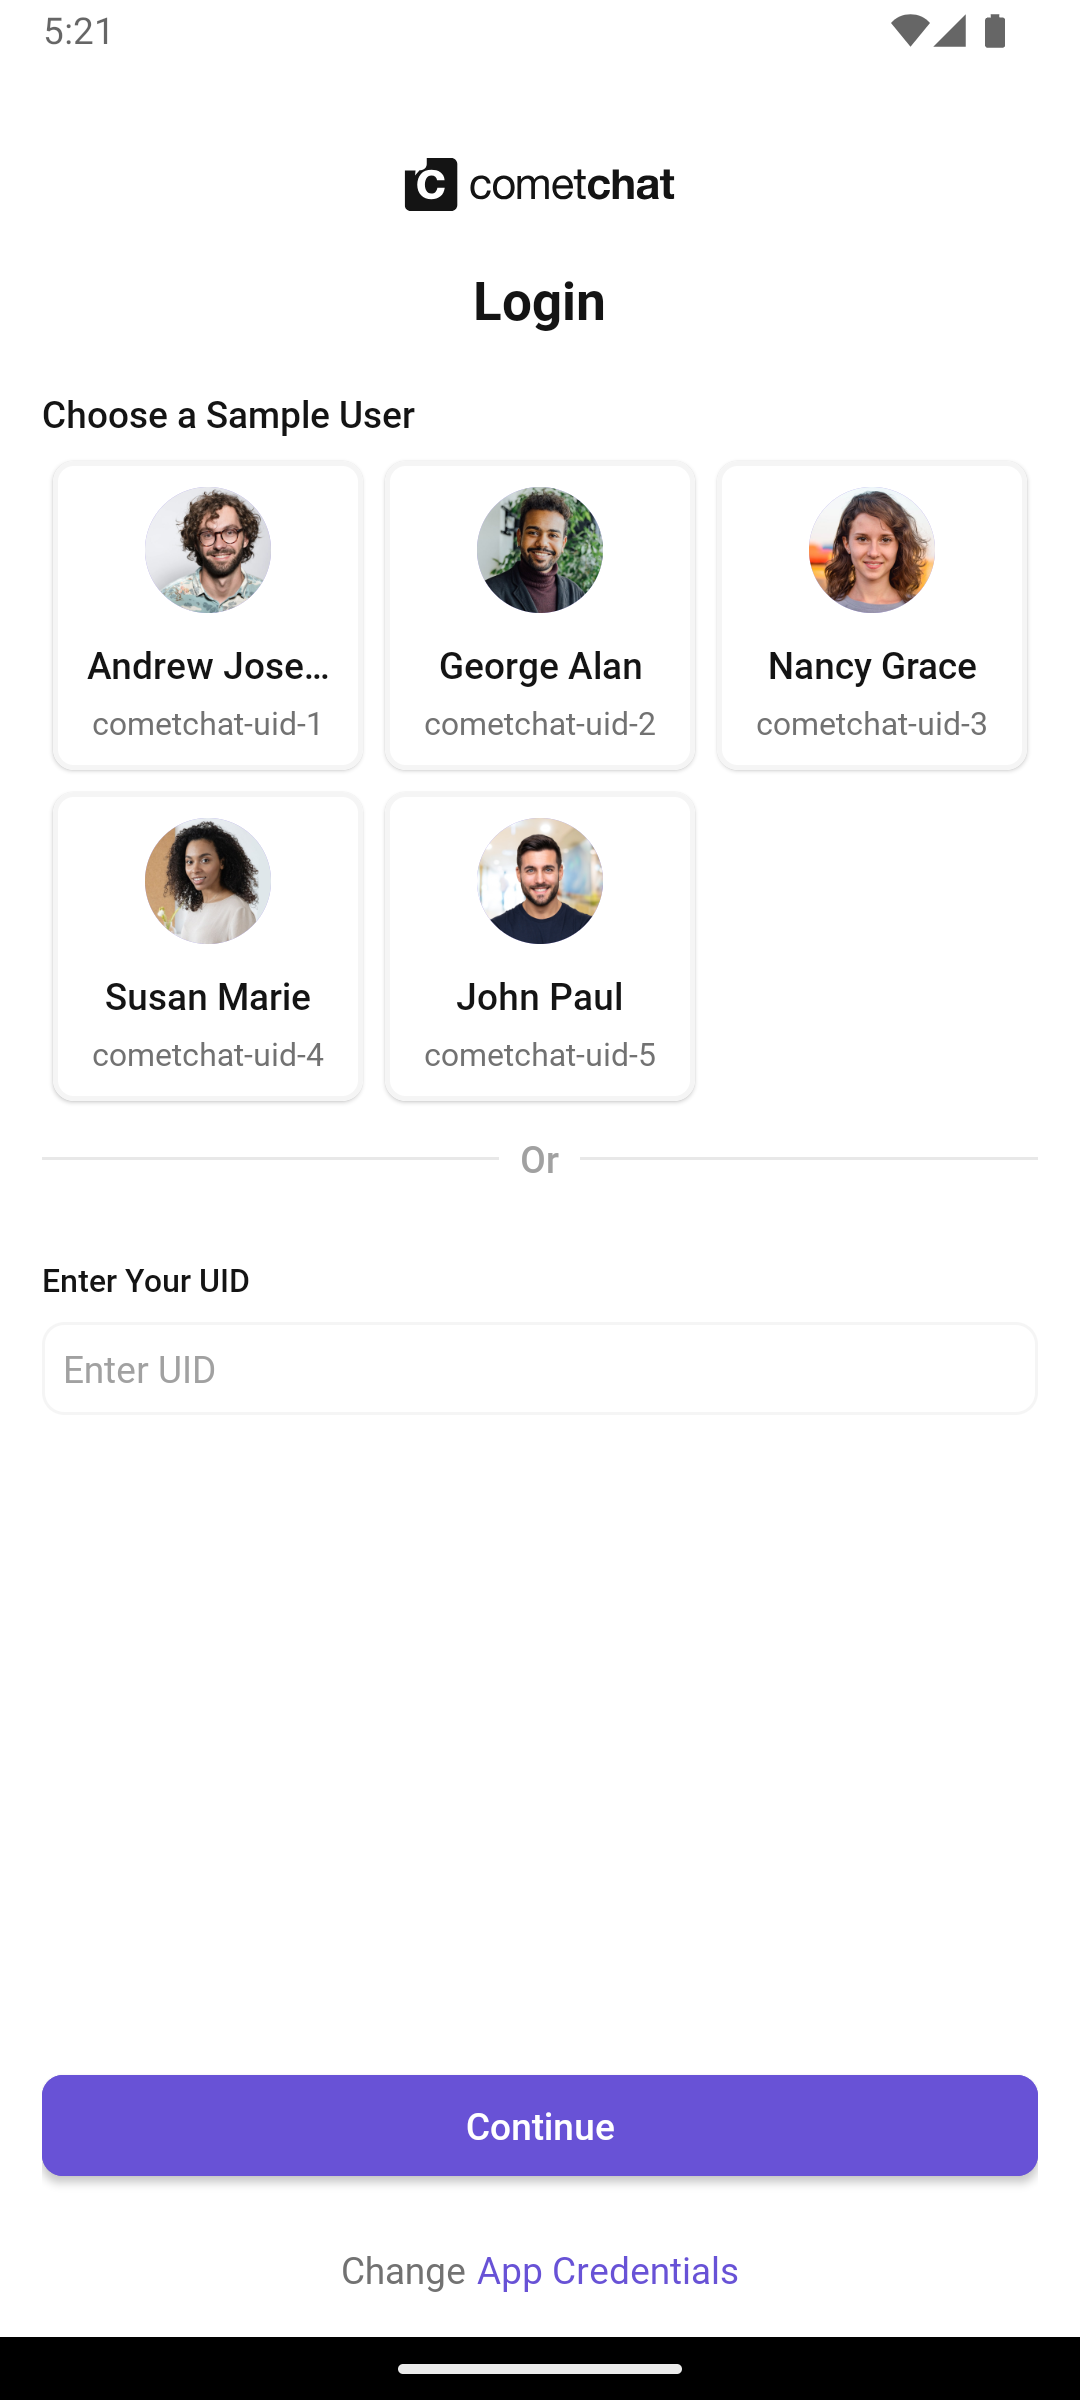 5:21
cometchat
Login
Choose a Sample User
Andrew Jose...
cometchat-uid-1
George Alan
cometchat-uid-2
Nancy Grace
cometchat-uid-3
Susan Marie
cometchat-uid-4
John Paul
cometchat-uid-5
Or
Enter Your UID
Enter UID
Continue
Change App Credentials